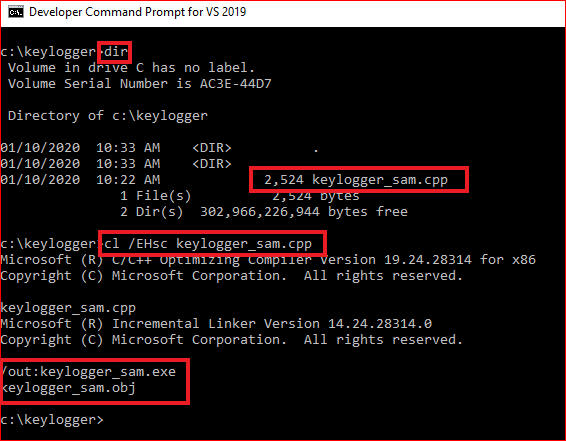 Developer Command Prompt for VS 2019
c:\keylogger>dir
Volume in drive C has no label.
Volume Serial Number is AC3E-44D7
Directory of c:\keylogger
01/10/2020 10:33 AM <DIR> .
01/10/2020 10:33 AM <DIR>
01/10/2020 10:22 AM 2,524 keylogger_sam.cpp
1 File(s) 2,524 bytes
2 Dir(s) 302,966,226,944 bytes free
c:\keylogger>cl /EHsc keylogger_sam.cpp
Microsoft (R) C/C++ Optimizing Compiler Version 19.24.28314 for x86
Copyright (C) Microsoft Corporation. All rights reserved.
keylogger_sam.cpp
Microsoft (R) Incremental Linker Version 14.24.28314.0
Copyright (C) Microsoft Corporation. All rights reserved.
/out:keylogger_sam.exe
keylogger_sam.obj
c:\keylogger>